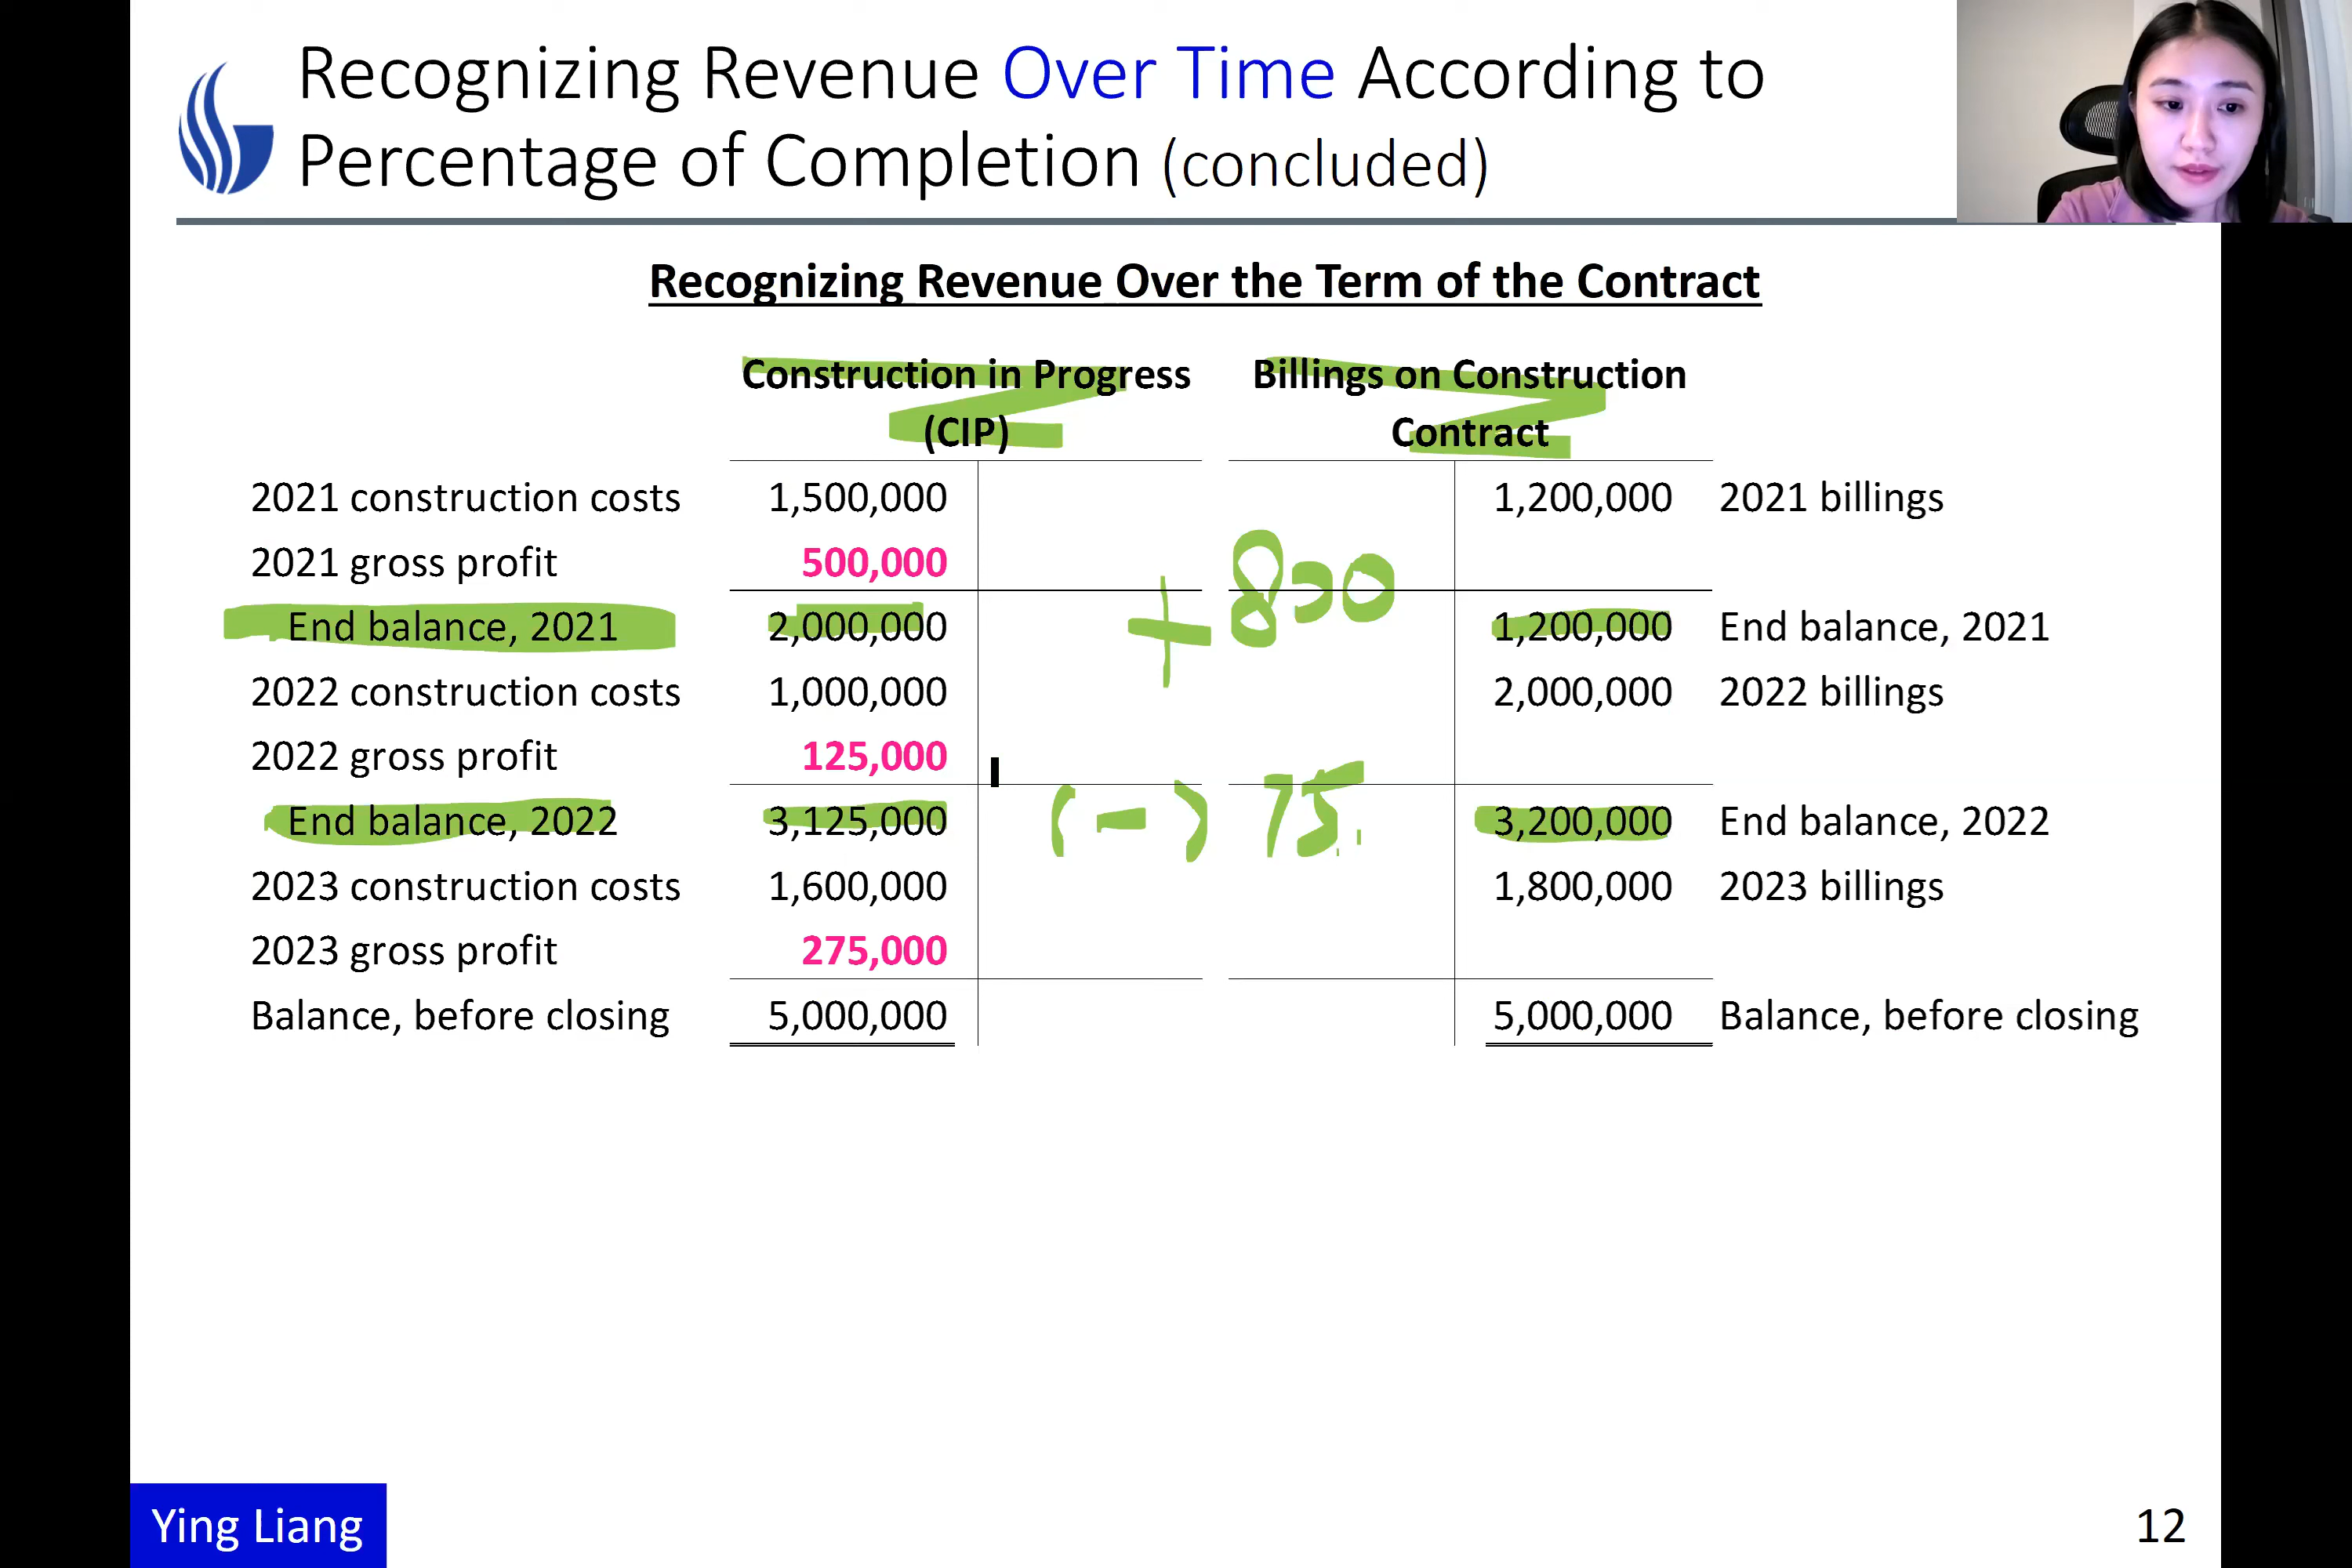 Recognizing Revenue Over Time According to
Percentage of Completion (concluded)
Recognizing Revenue Over the Term of the Contract
Construction in Progress Billings on Construction
(CIP) Contract
2021 construction costs 1,500,000 1,200,000 2021 billings
2021 gross profit 500,000
+ 800
End balance, 2021 2,000,000 1,200,000 End balance, 2021
2022 construction costs 1,000,000 2,000,000 2022 billings
2022 gross profit 125,000
End balance, 2022 3,125,000 (-) 75 3,200,000 End balance, 2022
2023 construction costs 1,600,000 1,800,000 2023 billings
2023 gross profit 275,000
Balance, before closing 5,000,000 5,000,000 Balance, before closing
Ying Liang 12